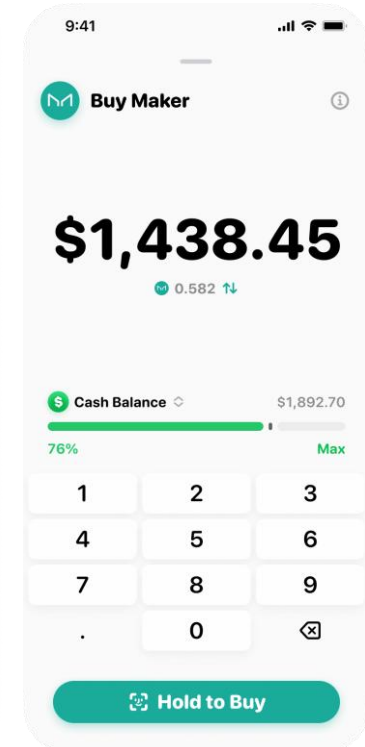 9:41
Buy Maker
$1,438.45
0.582
$ Cash Balance $1,892.70
76% Max
1 2 3
4 5 6
7 8 9
. 0
Hold to Buy